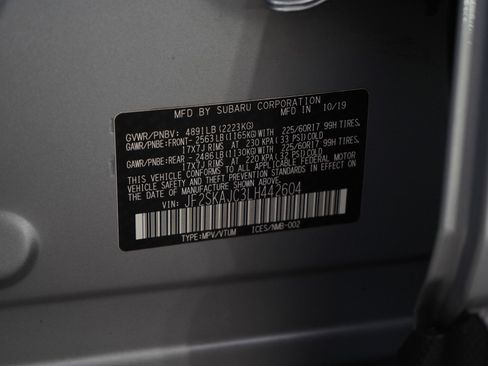 MFD BY SUBARU CORPORATION
MFD IN 10/19
GVWR/PNBV: 4891LB (2223KG)
GAWR/PNBE:FRONT- 2563LB(1165KG) WITH 225/60R17 99H TIRES
17X7J RIMS AT 230 KPA (33 PSI)COLD
GAWR/PNBE:REAR - 2486LB(1130KG) WITH 225/60R17 99H TIRES
17X7J RIMS AT 220 KPA (32 PSI)COLD
THIS VEHICLE CONFORMS TO ALL APPLICABLE FEDERAL MOTOR
VEHICLE SAFETY AND BUMPER STANDARDS IN EFFECT ON
THE DATE OF MANUFACTURE SHOWN ABOVE.
VIN: JF2SKAJC3LH442604
TYPE:MPV/VTUM ICES/NMB-002